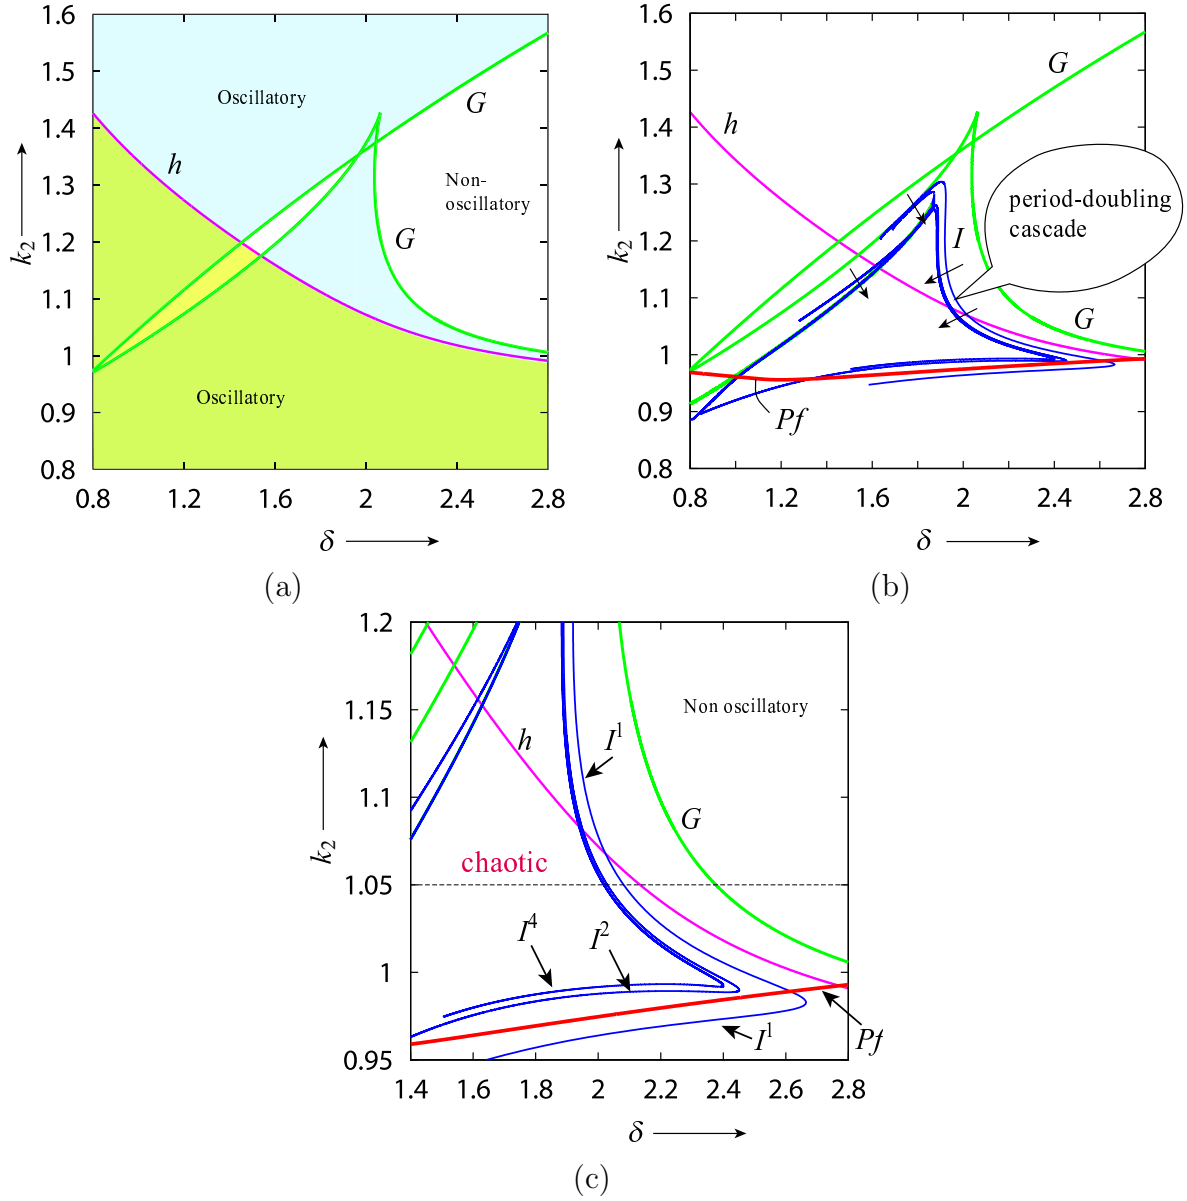 1.6
1.5
1.4
1.3
1.2
1.1
1
0.9
0.8
k2
Oscillatory
G
h
Non-
oscillatory
G
Oscillatory
0.8 1.2 1.6 2 2.4 2.8
δ
(a)
1.6
1.5
1.4
1.3
1.2
1.1
1
0.9
0.8
k2
G
h
period-doubling
cascade
I
G
Pf
0.8 1.2 1.6 2 2.4 2.8
δ
(b)
1.2
1.15
1.1
1.05
1
0.95
k2
Non oscillatory
h
I1
G
chaotic
I4
I2
I1
Pf
1.4 1.6 1.8 2 2.2 2.4 2.6 2.8
δ
(c)